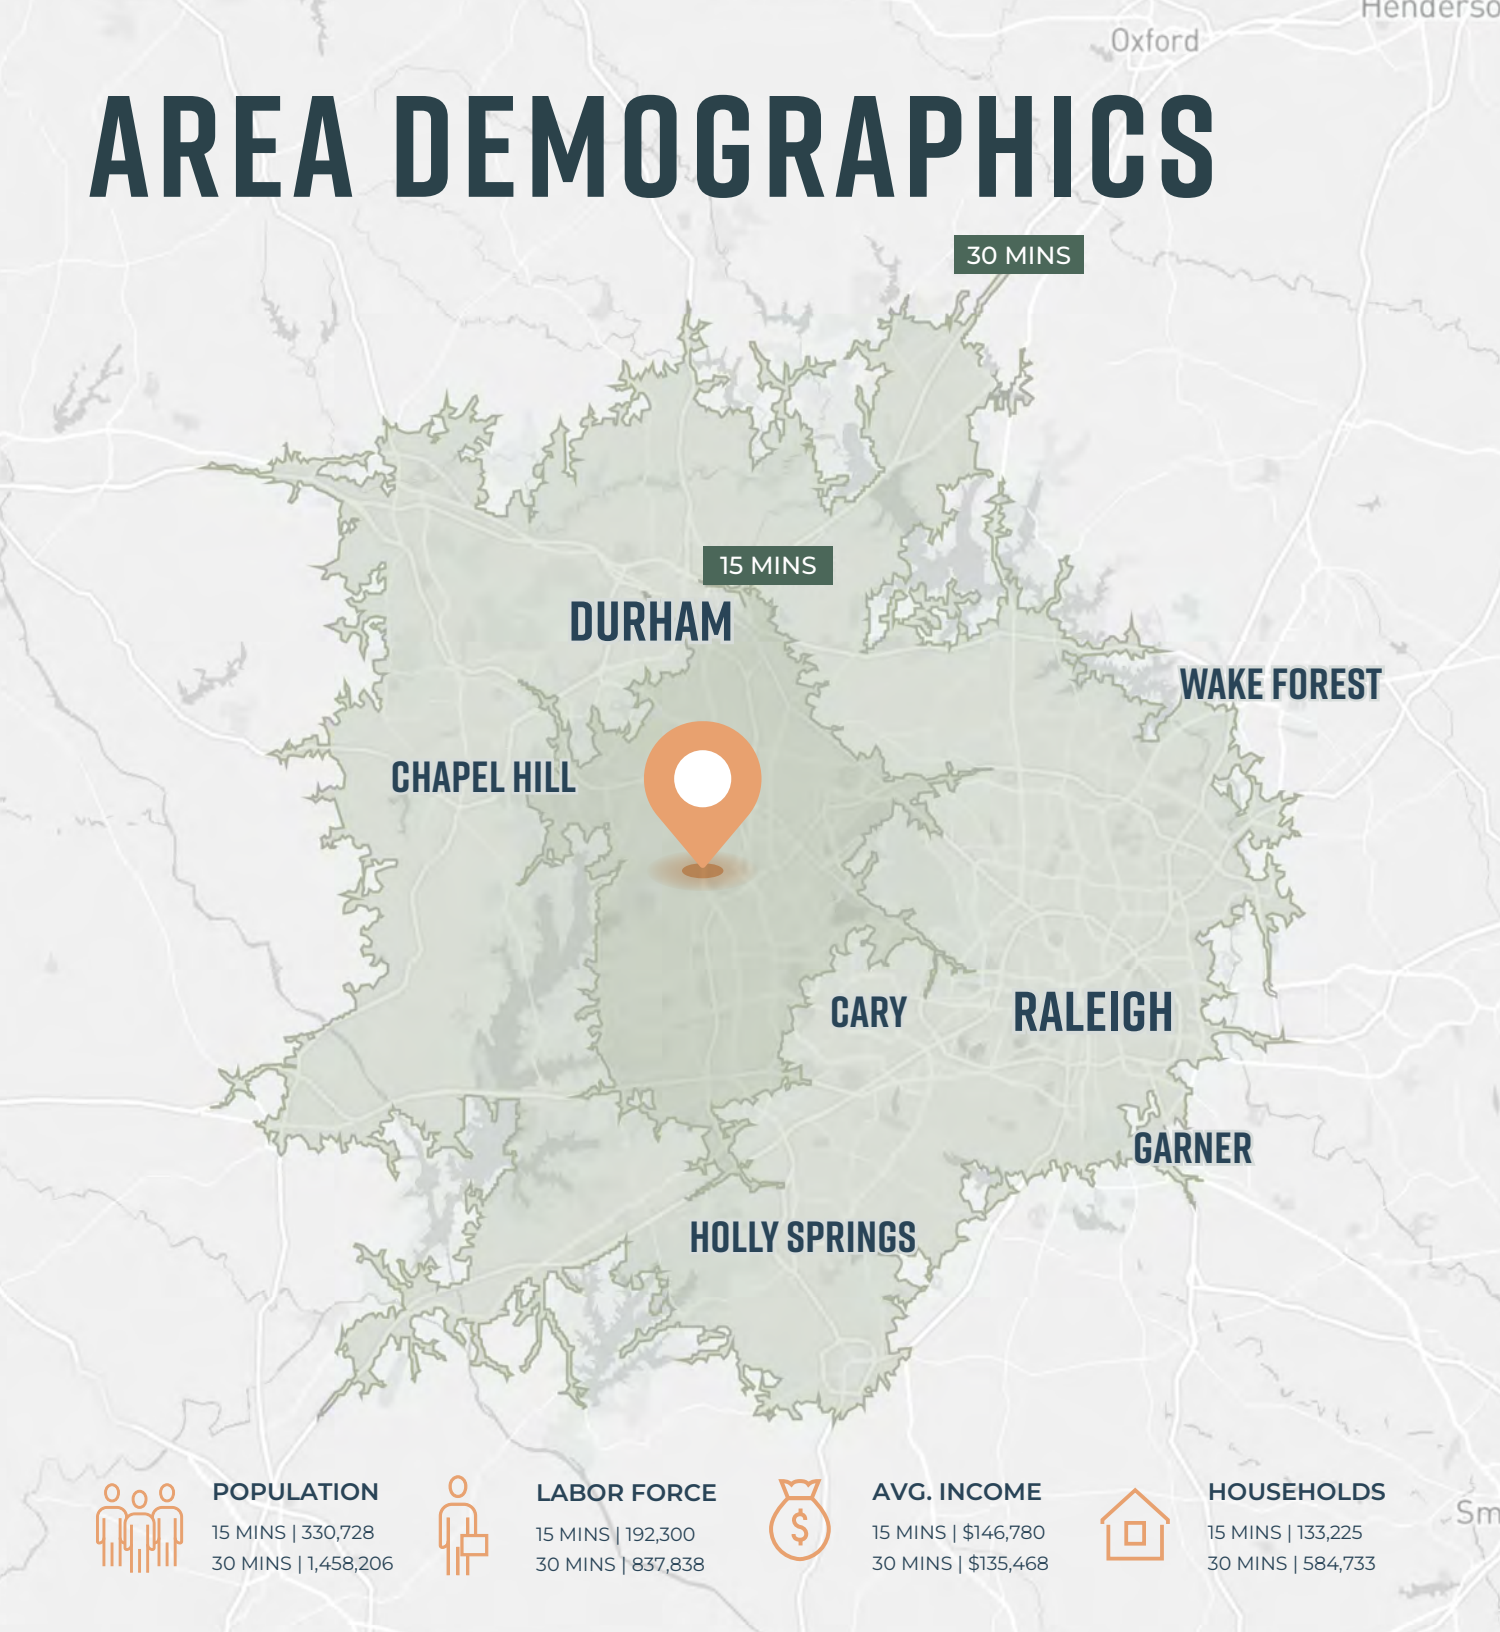 Henderso
Oxford
AREA DEMOGRAPHICS
30 MINS
15 MINS
DURHAM
WAKE FOREST
CHAPEL HILL
CARY
RALEIGH
GARNER
HOLLY SPRINGS
POPULATION
15 MINS | 330,728
30 MINS | 1,458,206
LABOR FORCE
15 MINS | 192,300
30 MINS | 837,838
AVG. INCOME
15 MINS | $146,780
30 MINS | $135,468
HOUSEHOLDS
15 MINS | 133,225
30 MINS | 584,733
Sm